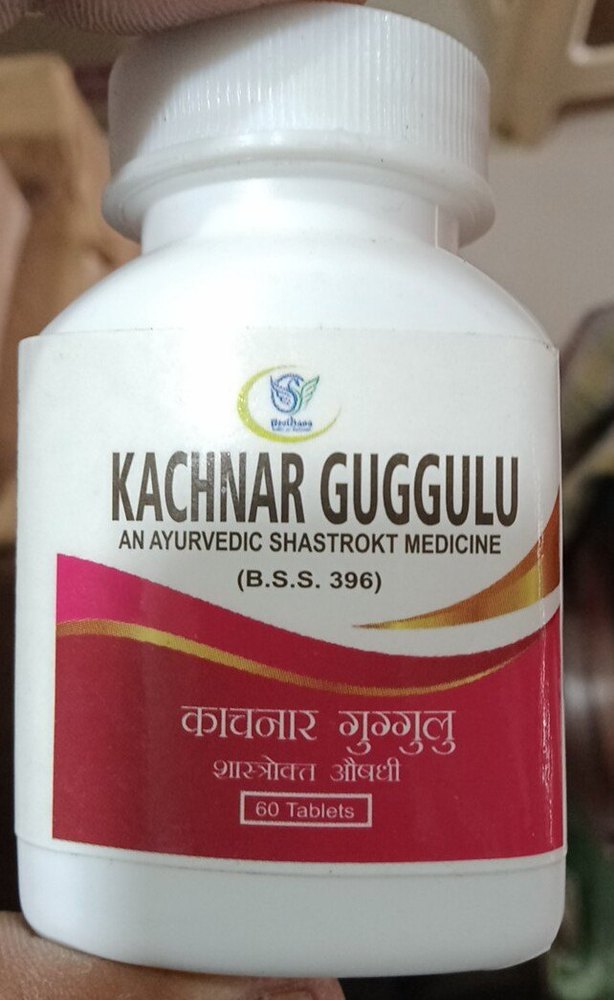 KACHNAR GUGGULU
AN AYURVEDIC SHASTROKT MEDICINE
(B.S.S. 396)
काचनार गुग्गुलु
शास्त्रोक्त औषधी
60 Tablets